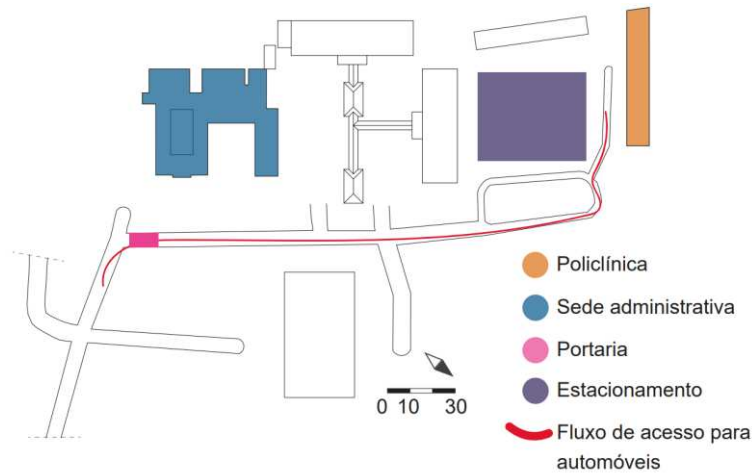 Policlínica
Sede administrativa
Portaria
0 10 30
Estacionamento
Fluxo de acesso para
automóveis